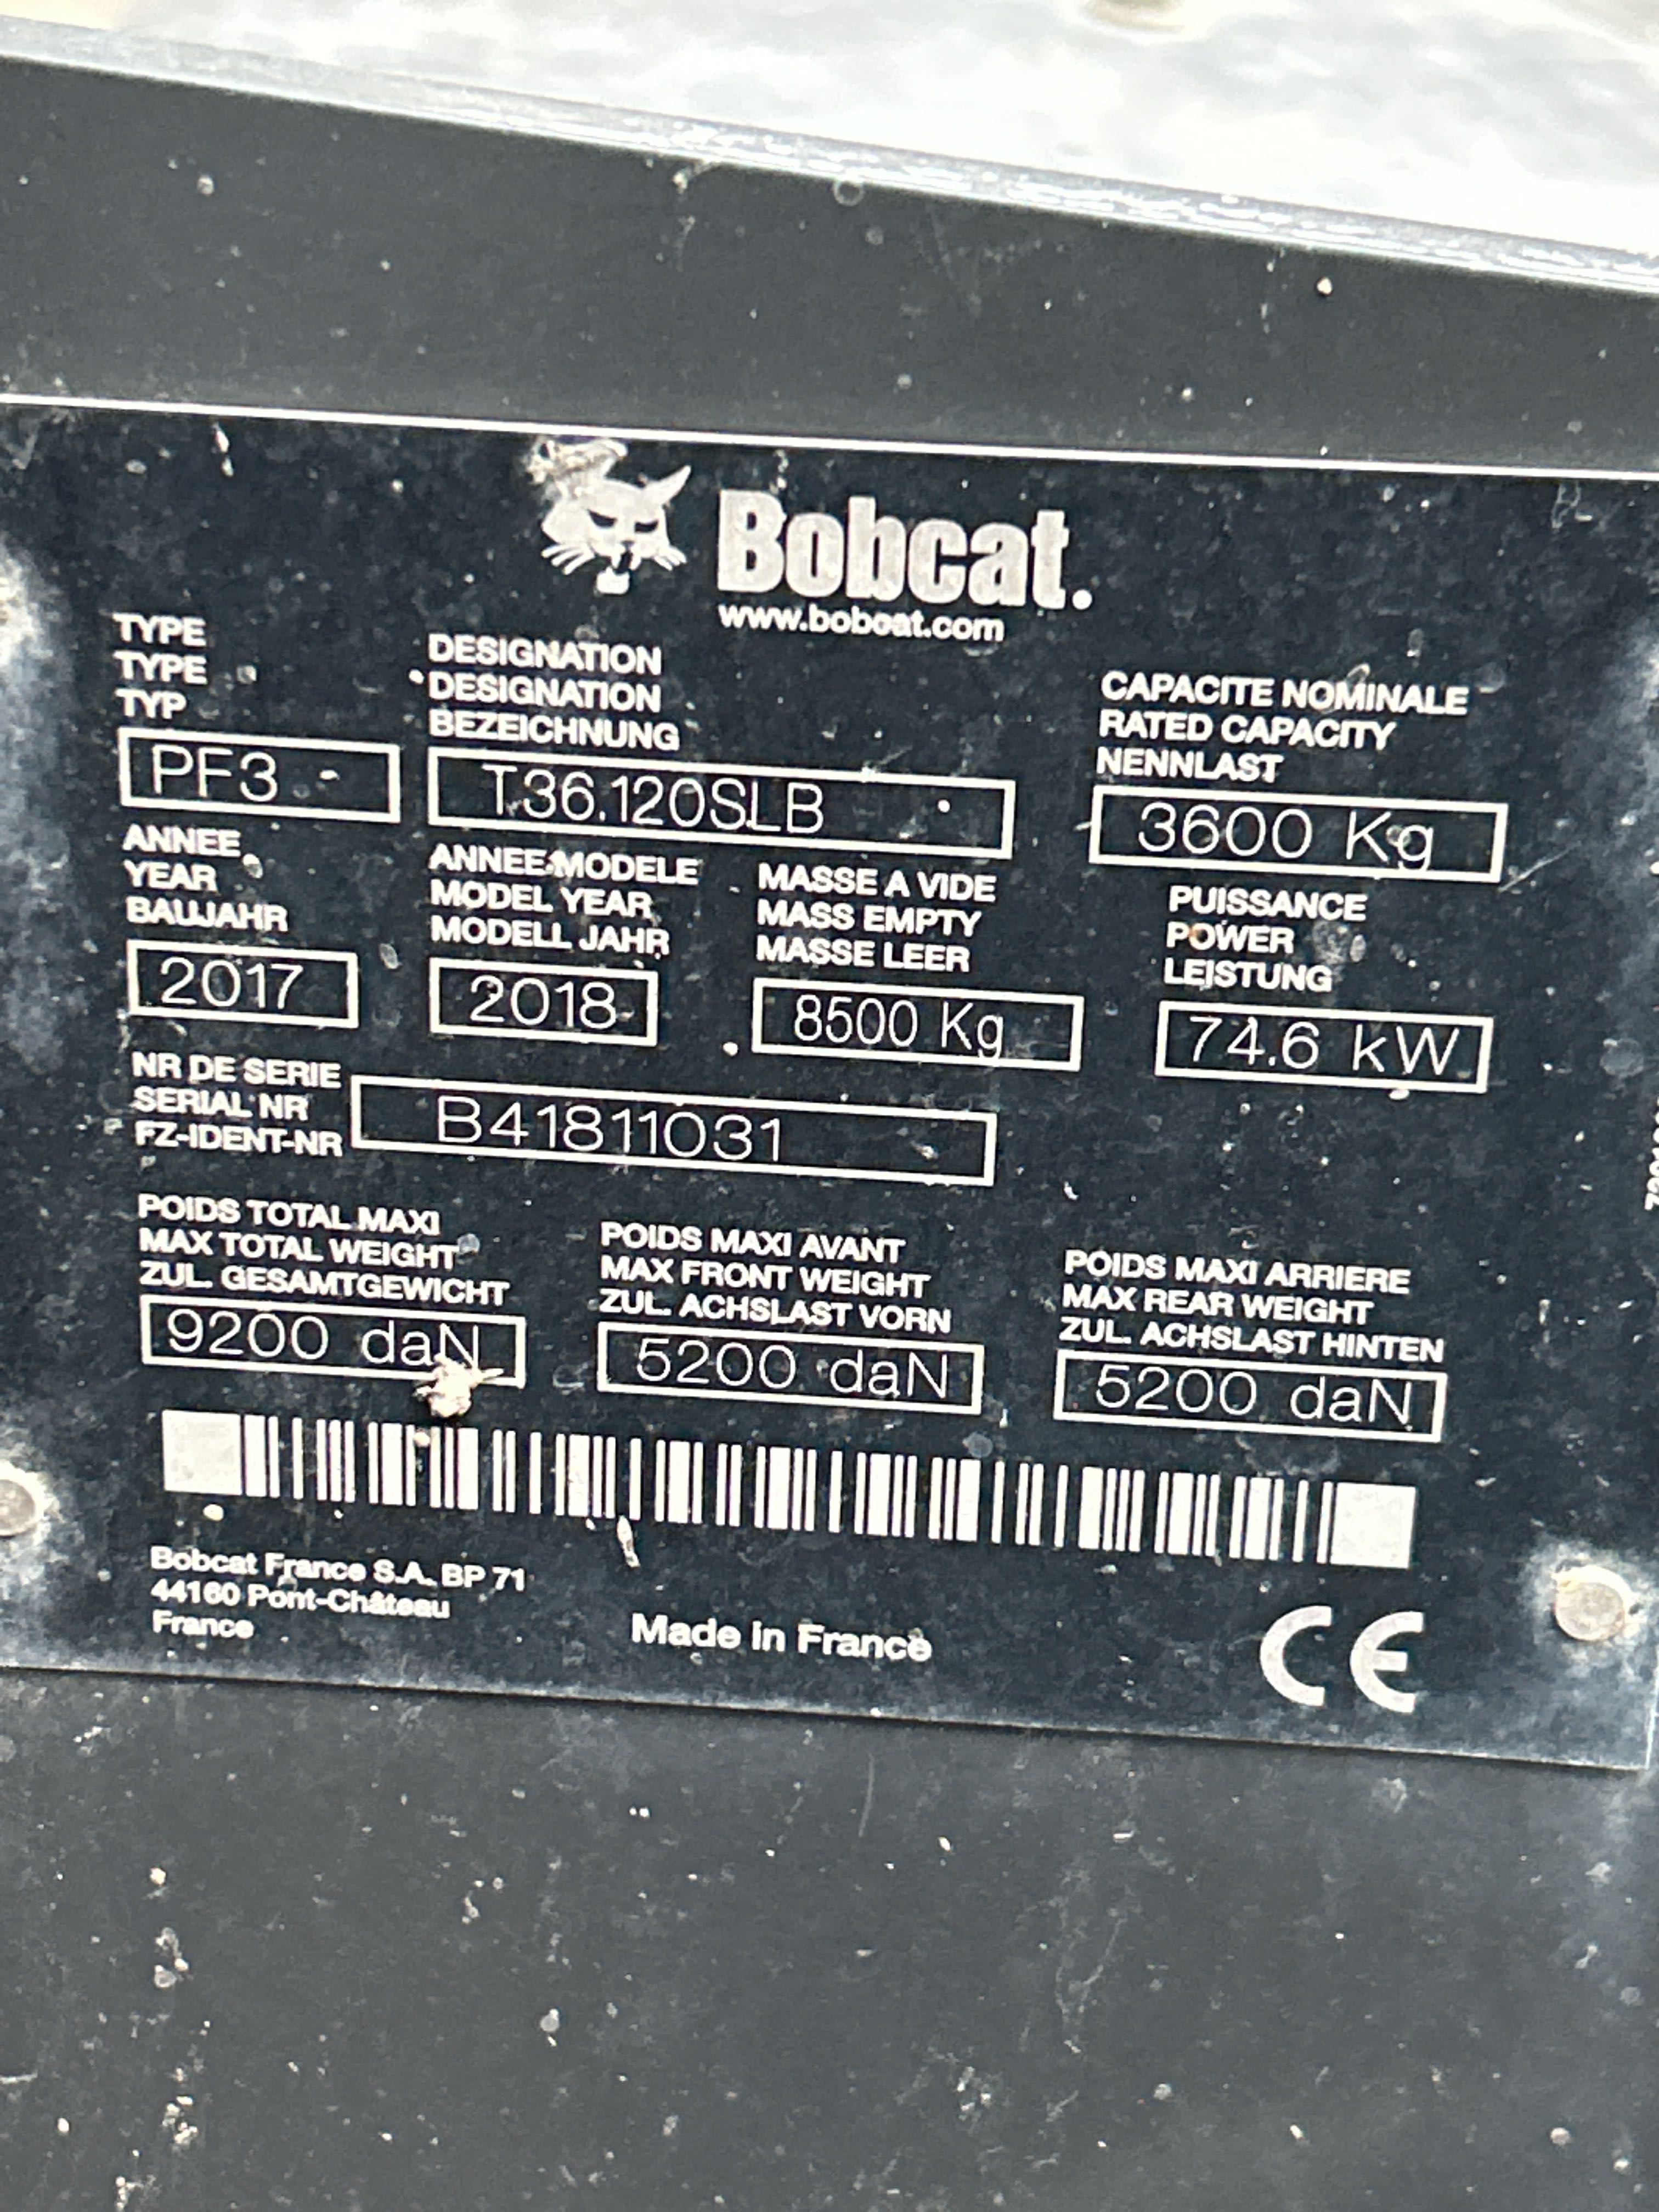 Bobcat.
www.bobcat.com
TYPE
TYPE
TYP
PF3
DESIGNATION
DESIGNATION
BEZEICHNUNG
T36.120SLB
CAPACITE NOMINALE
RATED CAPACITY
NENNLAST
3600 Kg
ANNEE
YEAR
BAUJAHR
2017
ANNEE MODELE
MODEL YEAR
MODELL JAHR
2018
MASSE A VIDE
MASS EMPTY
MASSE LEER
8500 Kg
PUISSANCE
POWER
LEISTUNG
74.6 kW
NR DE SERIE
SERIAL NR
FZ-IDENT-NR
B41811031
POIDS TOTAL MAXI
MAX TOTAL WEIGHT
ZUL. GESAMTGEWICHT
9200 daN
POIDS MAXI AVANT
MAX FRONT WEIGHT
ZUL. ACHSLAST VORN
5200 daN
POIDS MAXI ARRIERE
MAX REAR WEIGHT
ZUL. ACHSLAST HINTEN
5200 daN
Bobcat France S.A. BP 71
44160 Pont-Château
France
Made in France
CE